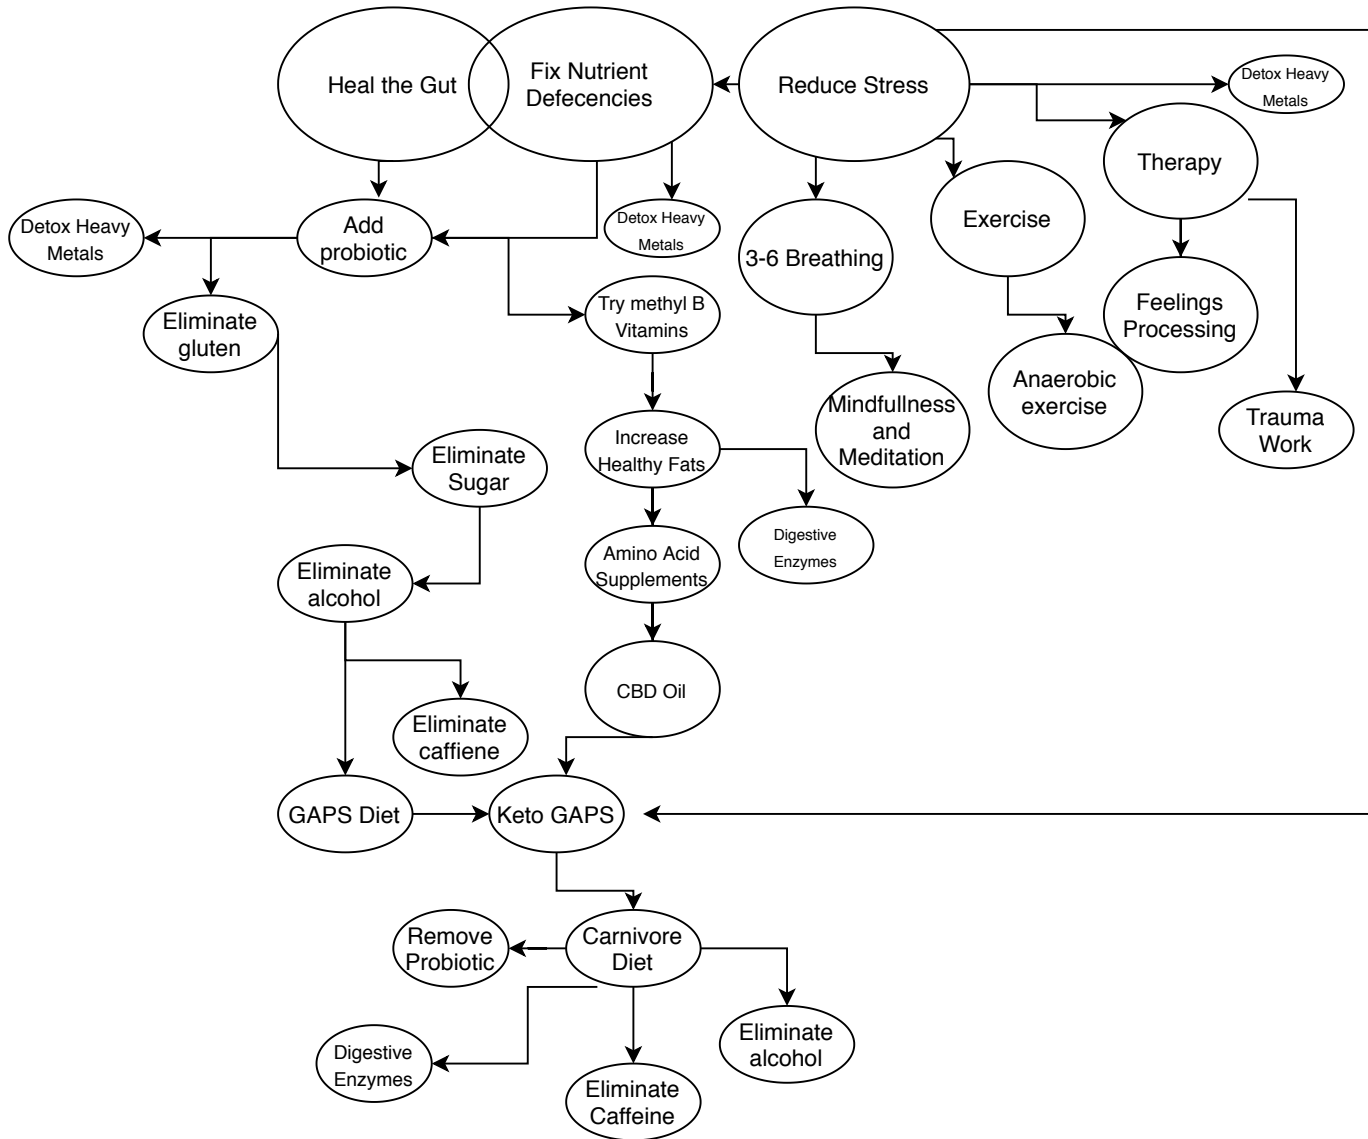 Heal the Gut
Fix Nutrient
Defecencies
Reduce Stress
Detox Heavy
Metals
Therapy
Detox Heavy
Metals
Add
probiotic
Detox Heavy
Metals
3-6 Breathing
Exercise
Eliminate
gluten
Try methyl B
Vitamins
Feelings
Processing
Mindfullness
and
Meditation
Anaerobic
exercise
Trauma
Work
Eliminate
Sugar
Increase
Healthy Fats
Eliminate
alcohol
Amino Acid
Supplements
Digestive
Enzymes
Eliminate
caffiene
CBD Oil
GAPS Diet
Keto GAPS
Remove
Probiotic
Carnivore
Diet
Digestive
Enzymes
Eliminate
Caffeine
Eliminate
alcohol